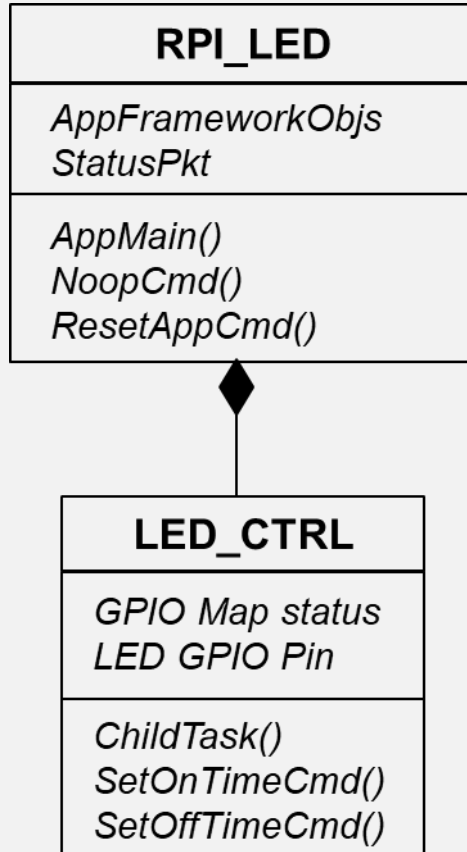 RPI_LED
AppFrameworkObjs
StatusPkt
AppMain()
NoopCmd()
ResetAppCmd()
LED_CTRL
GPIO Map status
LED GPIO Pin
ChildTask()
SetOnTimeCmd()
SetOffTimeCmd()